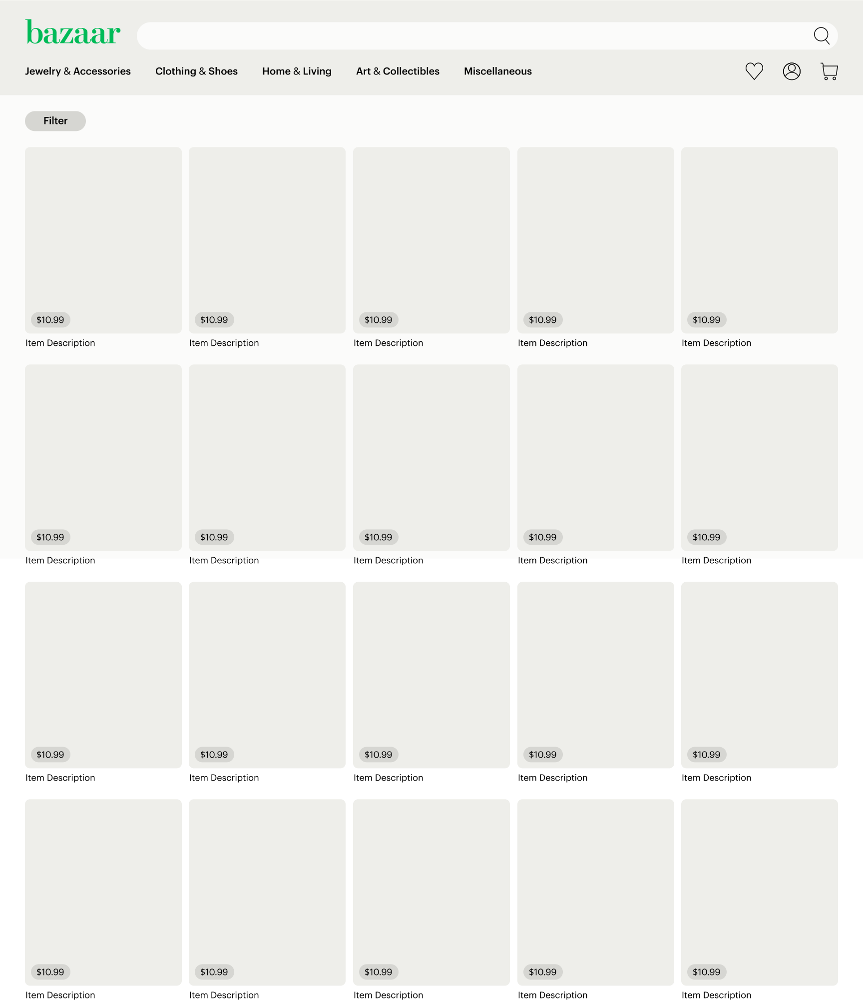 bazaar
Jewelry & Accessories Clothing & Shoes Home & Living Art & Collectibles Miscellaneous
Filter
$10.99 $10.99 $10.99 $10.99 $10.99
Item Description Item Description Item Description Item Description Item Description
$10.99 $10.99 $10.99 $10.99 $10.99
Item Description Item Description Item Description Item Description Item Description
$10.99 $10.99 $10.99 $10.99 $10.99
Item Description Item Description Item Description Item Description Item Description
$10.99 $10.99 $10.99 $10.99 $10.99
Item Description Item Description Item Description Item Description Item Description